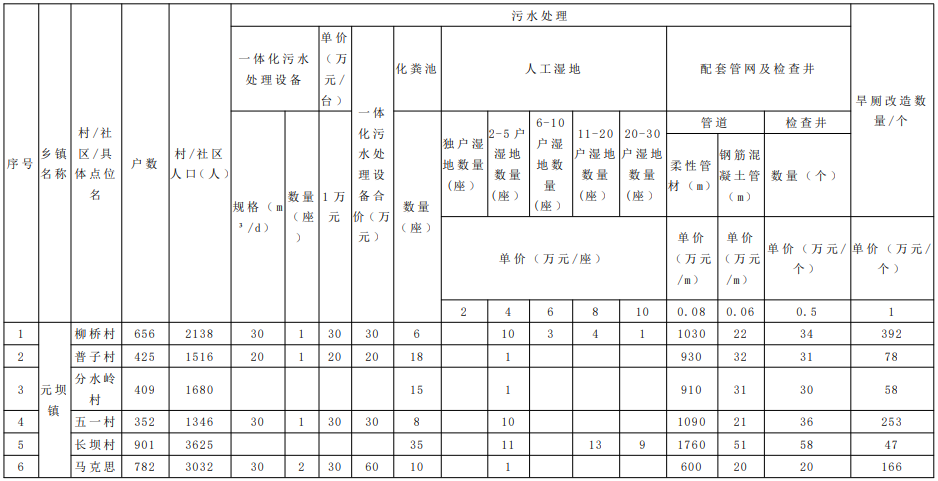 污水处理
一体化污水处理设备
单价（万元/台）
一体化污水处理设备合价（万元）
化粪池
人工湿地
配套管网及检查井
旱厕改造数量/个
序号
乡镇名称
村/社区/具体点位名
户数
村/社区人口（人）
管道
检查井
规格（m³/d）
数量（座）
1万元
数量（座）
独户湿地数量(座)
2-5户湿地数量(座)
6-10户湿地数量(座)
11-20户湿地数量(座)
20-30户湿地数量(座)
柔性管材（m）
钢筋混凝土管（m）
数量（个）
单价（万元/座）
单价（万元/m）
单价（万元/m）
单价（万元/个）
单价（万元/个）
2 4 6 8 10 0.08 0.06 0.5 1
1 柳桥村 656 2138 30 1 30 30 6 10 3 4 1 1030 22 34 392
2 普子村 425 1516 20 1 20 20 18 1 930 32 31 78
元坝镇
3 分水岭村 409 1680 15 1 910 31 30 58
4 五一村 352 1346 30 1 30 30 8 10 1090 21 36 253
5 长坝村 901 3625 35 11 13 9 1760 51 58 47
6 马克思 782 3032 30 2 30 60 10 1 600 20 20 166